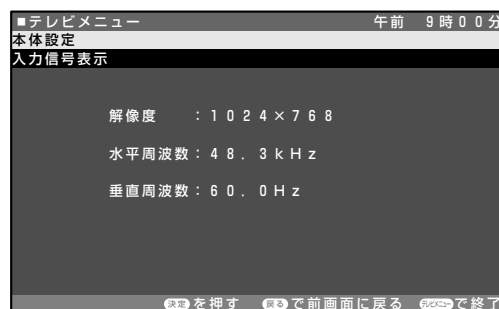 ■テレビメニュー 午前 9時00分
本体設定
入力信号表示
解像度 :1024×768
水平周波数:48.3kHz
垂直周波数:60.0Hz
決定を押す 戻るで前画面に戻る テレビメニューで終了